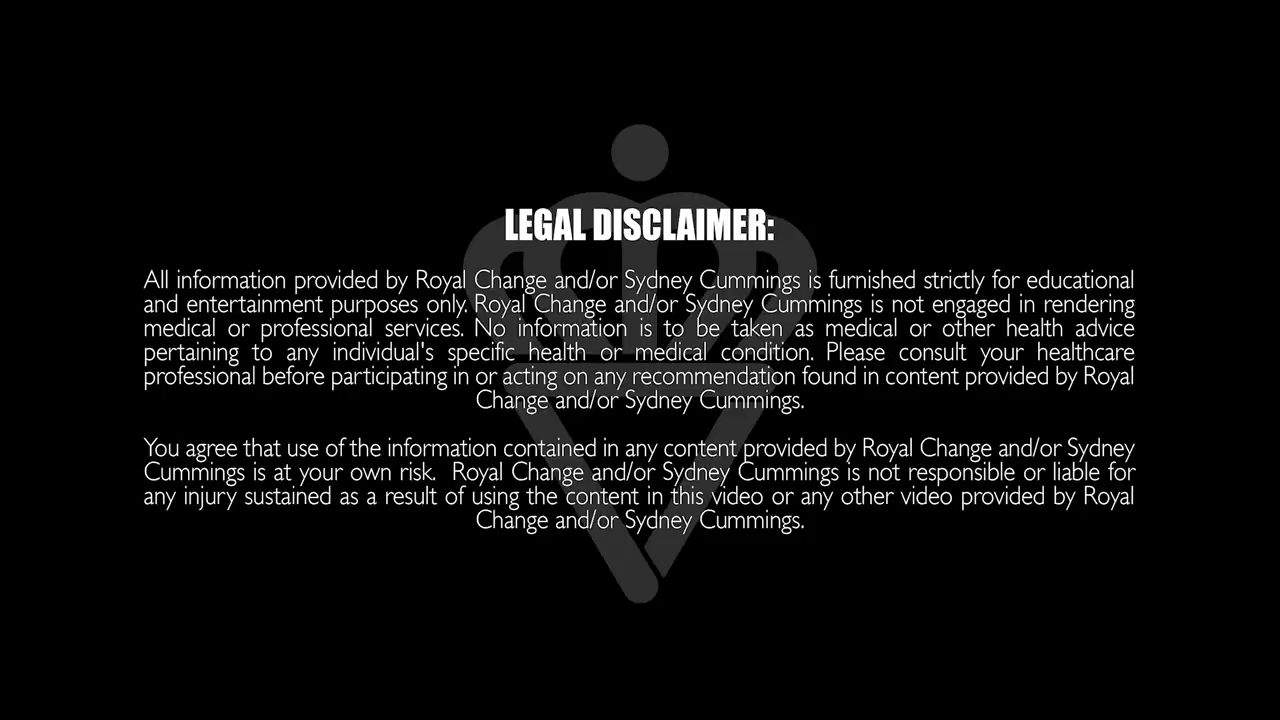 LEGAL DISCLAIMER:
All information provided by Royal Change and/or Sydney Cummings is furnished strictly for educational
and entertainment purposes only. Royal Change and/or Sydney Cummings is not engaged in rendering
medical or professional services. No information is to be taken as medical or other health advice
pertaining to any individual's specific health or medical condition. Please consult your healthcare
professional before participating in or acting on any recommendation found in content provided by Royal
Change and/or Sydney Cummings.
You agree that use of the information contained in any content provided by Royal Change and/or Sydney
Cummings is at your own risk.  Royal Change and/or Sydney Cummings is not responsible or liable for
any injury sustained as a result of using the content in this video or any other video provided by Royal
Change and/or Sydney Cummings.